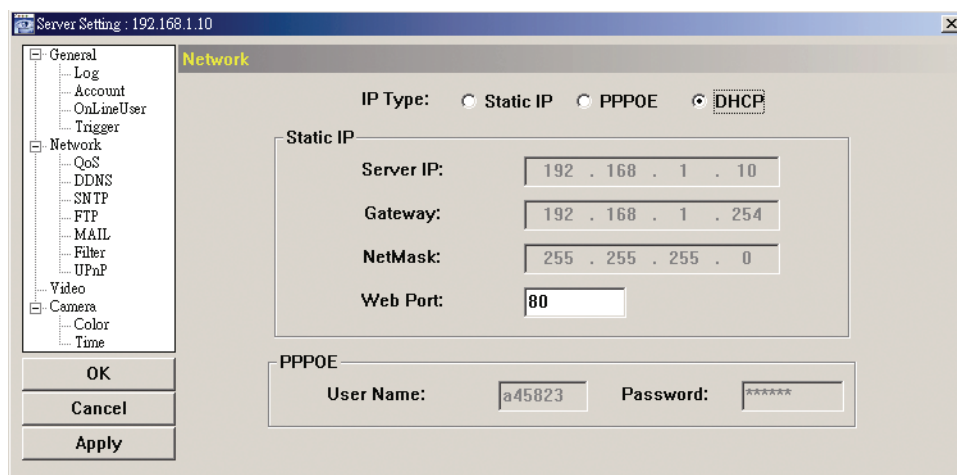 Server Setting : 192.168.1.10
General
Log
Account
OnLineUser
Trigger
Network
QoS
DDNS
SNTP
FTP
MAIL
Filter
UPnP
Video
Camera
Color
Time
OK
Cancel
Apply
Network
IP Type: Static IP PPPOE DHCP
Static IP
Server IP: 192 . 168 . 1 . 10
Gateway: 192 . 168 . 1 . 254
NetMask: 255 . 255 . 255 . 0
Web Port: 80
PPPOE
User Name: a45823 Password: ******